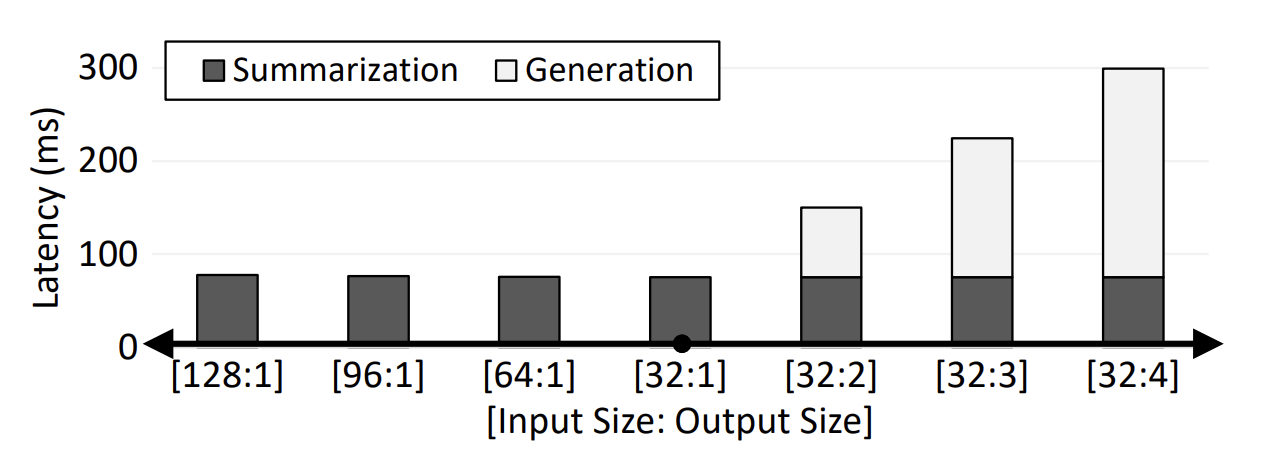 300
Summarization Generation
200
100
0
Latency (ms)
[128:1] [96:1] [64:1] [32:1] [32:2] [32:3] [32:4]
[Input Size: Output Size]